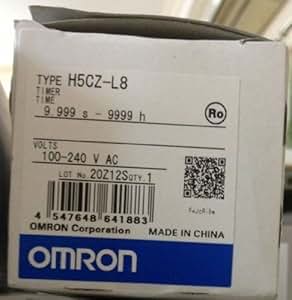 TYPE H5CZ-L8
TIMER
TIME
9.999 s - 9999 h
Ro
VOLTS
100-240 V AC
LOT No. 20Z12S QTY. 1
4 547648 641883
OMRON Corporation MADE IN CHINA
OMRON